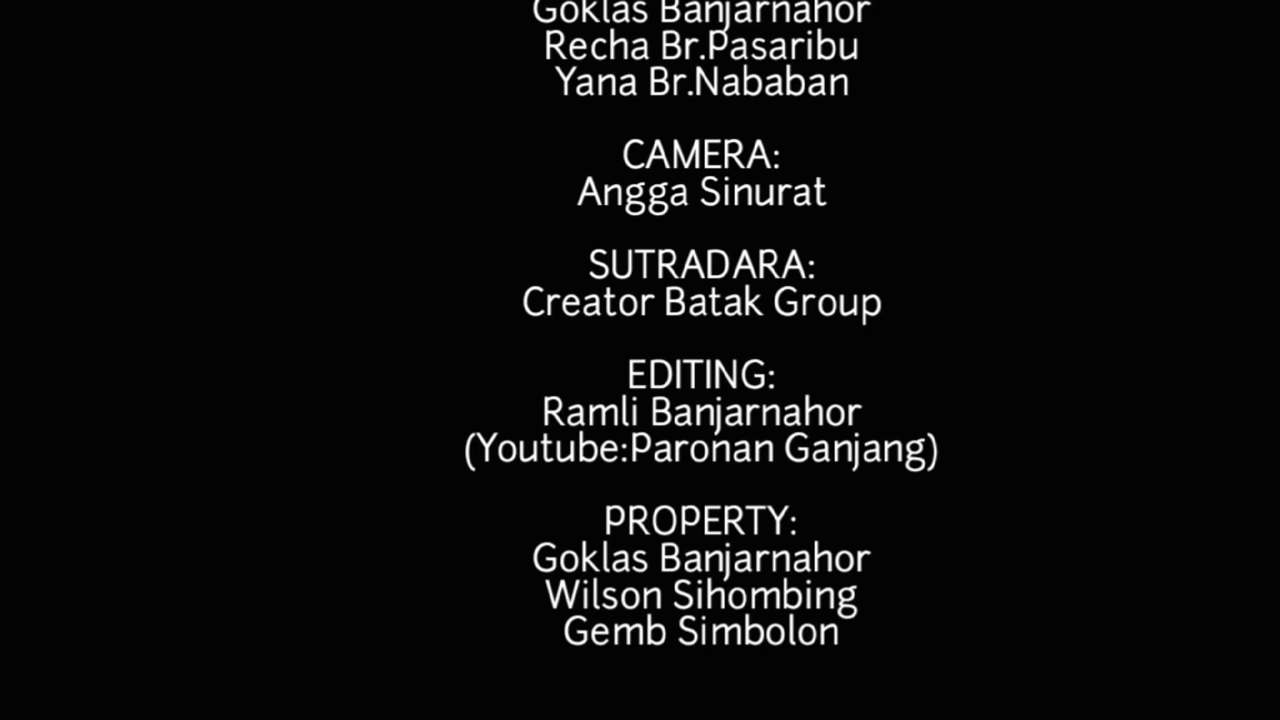 Goklas Banjarnahor
Recha Br.Pasaribu
Yana Br.Nababan
CAMERA:
Angga Sinurat
SUTRADARA:
Creator Batak Group
EDITING:
Ramli Banjarnahor
(Youtube:Paronan Ganjang)
PROPERTY:
Goklas Banjarnahor
Wilson Sihombing
Gemb Simbolon